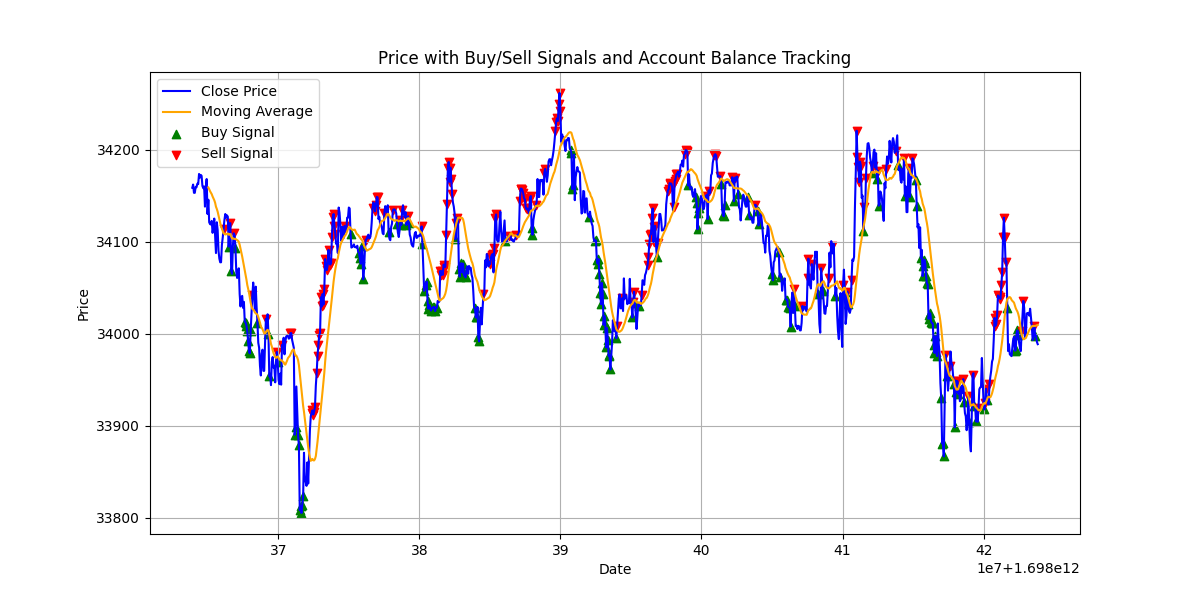 Price with Buy/Sell Signals and Account Balance Tracking
Close Price
Moving Average
Buy Signal
Sell Signal
34200
34100
34000
33900
33800
Price
37 38 39 40 41 42
Date
1e7+1.698e12